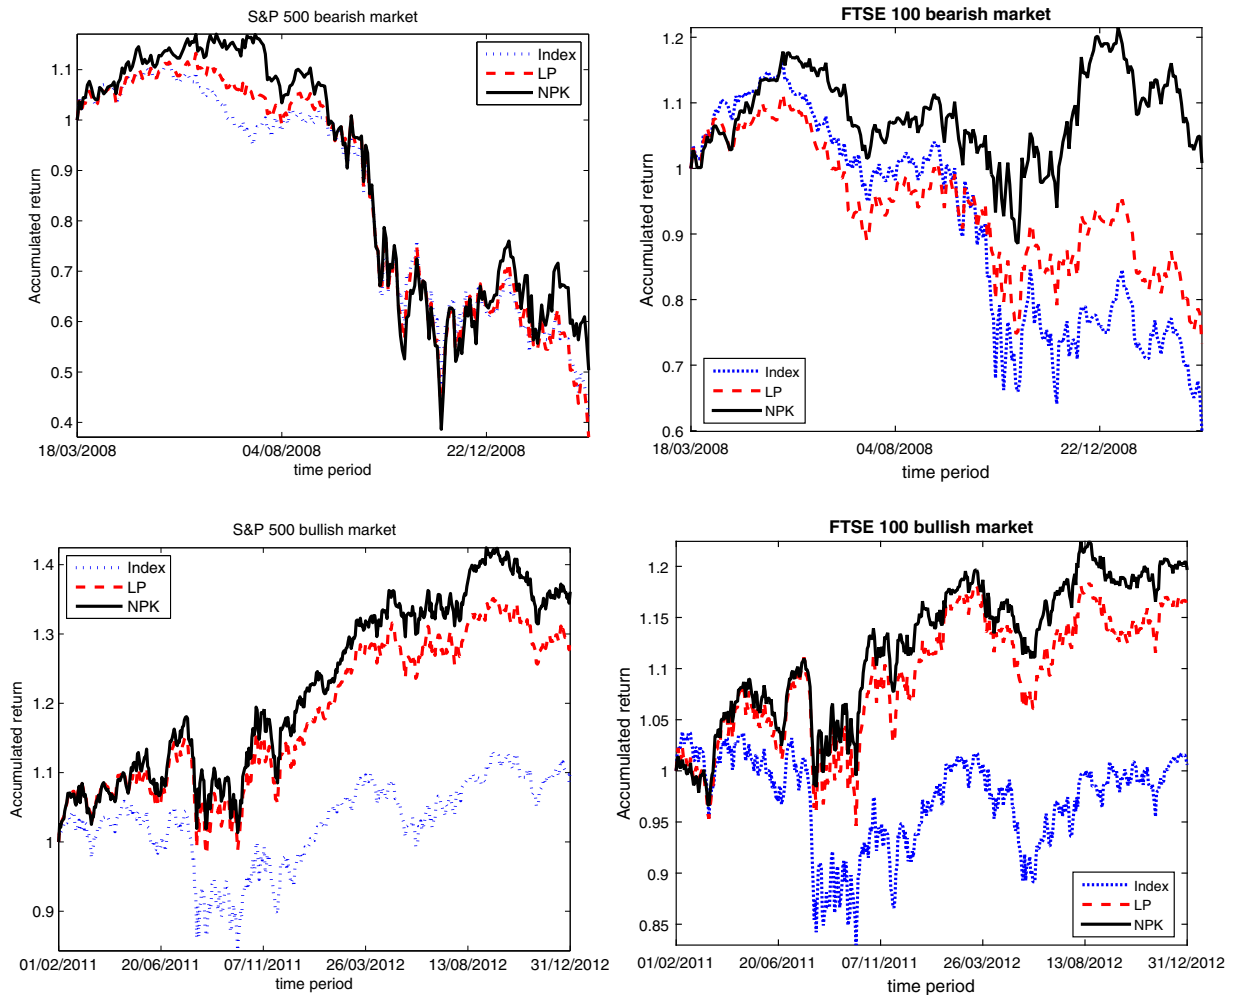 S&P 500 bearish market
Accumulated return
1.1
1
0.9
0.8
0.7
0.6
0.5
0.4
Index
LP
NPK
18/03/2008 04/08/2008 22/12/2008
time period
FTSE 100 bearish market
Accumulated return
1.2
1.1
1
0.9
0.8
0.7
0.6
Index
LP
NPK
18/03/2008 04/08/2008 22/12/2008
time period
S&P 500 bullish market
Accumulated return
1.4
1.3
1.2
1.1
1
0.9
Index
LP
NPK
01/02/2011 20/06/2011 07/11/2011 26/03/2012 13/08/2012 31/12/2012
time period
FTSE 100 bullish market
Accumulated return
1.2
1.15
1.1
1.05
1
0.95
0.9
0.85
Index
LP
NPK
01/02/2011 20/06/2011 07/11/2011 26/03/2012 13/08/2012 31/12/2012
time period